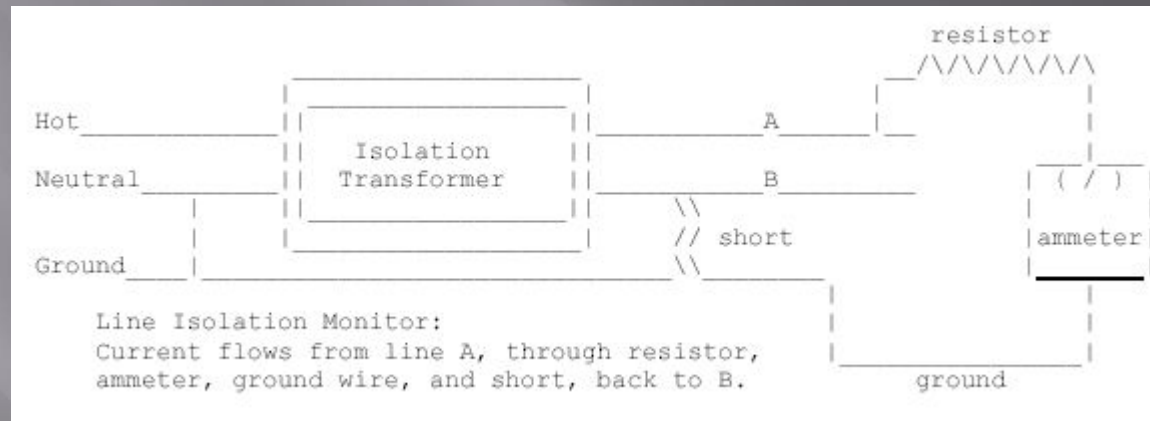 resistor
Hot
A
Isolation
Neutral
Transformer
B
short
ammeter
Ground
Line Isolation Monitor:
Current flows from line A, through resistor,
ammeter, ground wire, and short, back to B.
ground